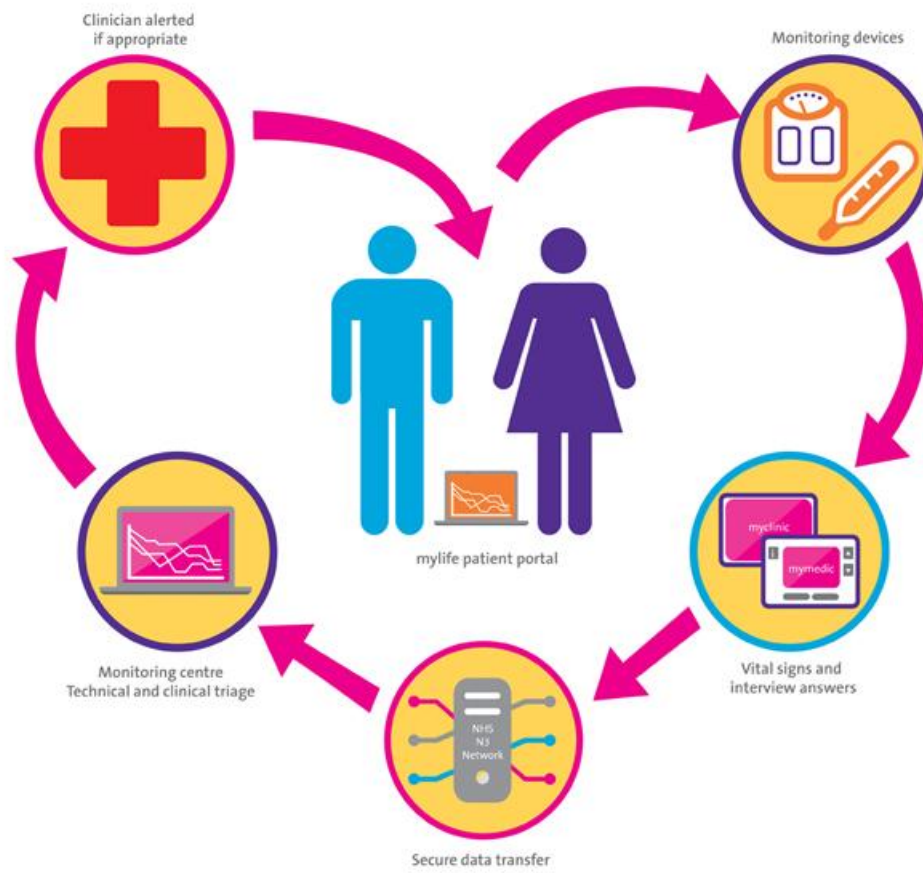 Clinician alerted
if appropriate
Monitoring devices
mylife patient portal
myclinic
mymedic
Vital signs and
interview answers
Monitoring centre
Technical and clinical triage
NHS
N3
Network
Secure data transfer